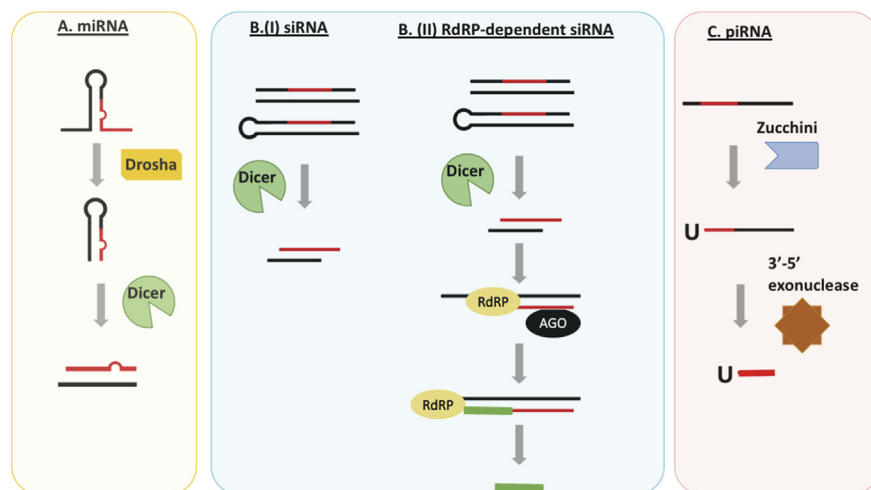 A. miRNA
Drosha
Dicer
B.(I) siRNA
Dicer
B. (II) RdRP-dependent siRNA
Dicer
RdRP
AGO
RdRP
C. piRNA
Zucchini
U
3’-5’
exonuclease
U